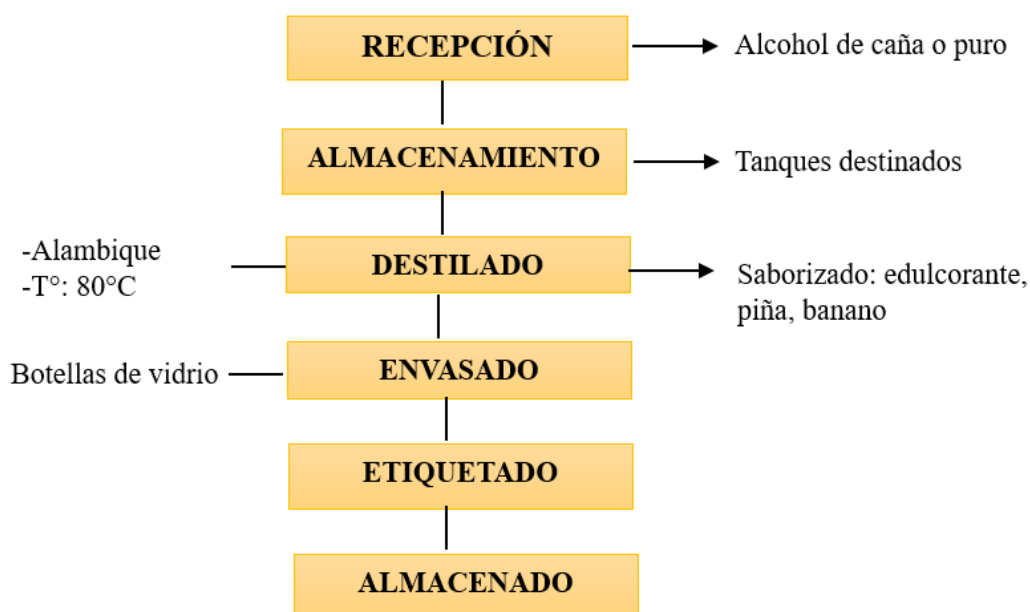 RECEPCIÓN
Alcohol de caña o puro
ALMACENAMIENTO
Tanques destinados
-Alambique
-T°: 80°C
DESTILADO
Saborizado: edulcorante,
piña, banano
Botellas de vidrio
ENVASADO
ETIQUETADO
ALMACENADO